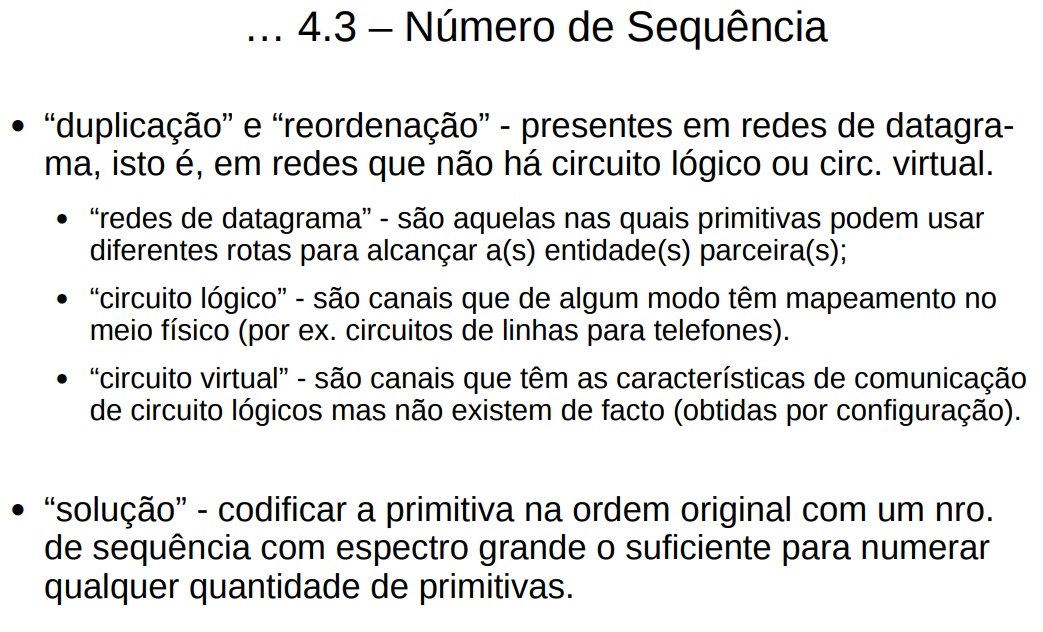 … 4.3 – Número de Sequência
• “duplicação” e “reordenação” - presentes em redes de datagra-
ma, isto é, em redes que não há circuito lógico ou circ. virtual.
• “redes de datagrama” - são aquelas nas quais primitivas podem usar
diferentes rotas para alcançar a(s) entidade(s) parceira(s);
• “circuito lógico” - são canais que de algum modo têm mapeamento no
meio físico (por ex. circuitos de linhas para telefones).
• “circuito virtual” - são canais que têm as características de comunicação
de circuito lógicos mas não existem de facto (obtidas por configuração).
• “solução” - codificar a primitiva na ordem original com um nro.
de sequência com espectro grande o suficiente para numerar
qualquer quantidade de primitivas.